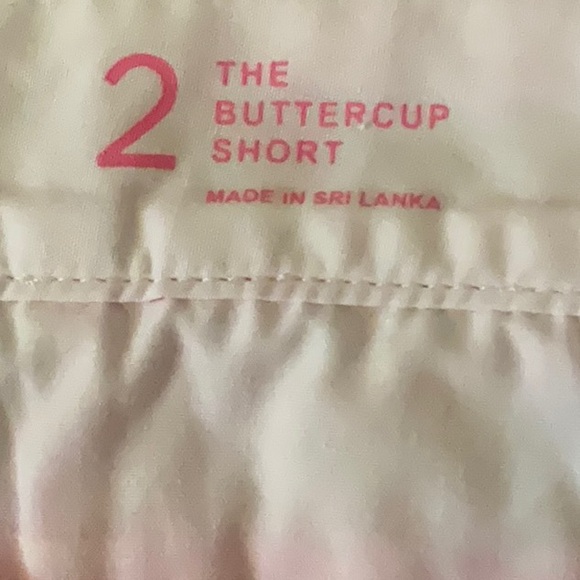 2
THE
BUTTERCUP
SHORT
MADE IN SRI LANKA